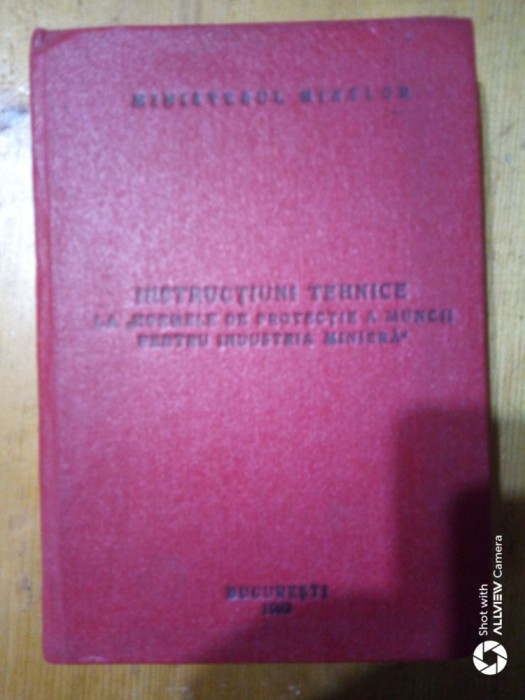 MINISTERUL MINELOR
INSTRUCȚIUNI TEHNICE
LA „NORMELE DE PROTECȚIE A MUNCII
PENTRU INDUSTRIA MINIERĂ"
BUCUREȘTI
Shot with
ALLVIEW Camera